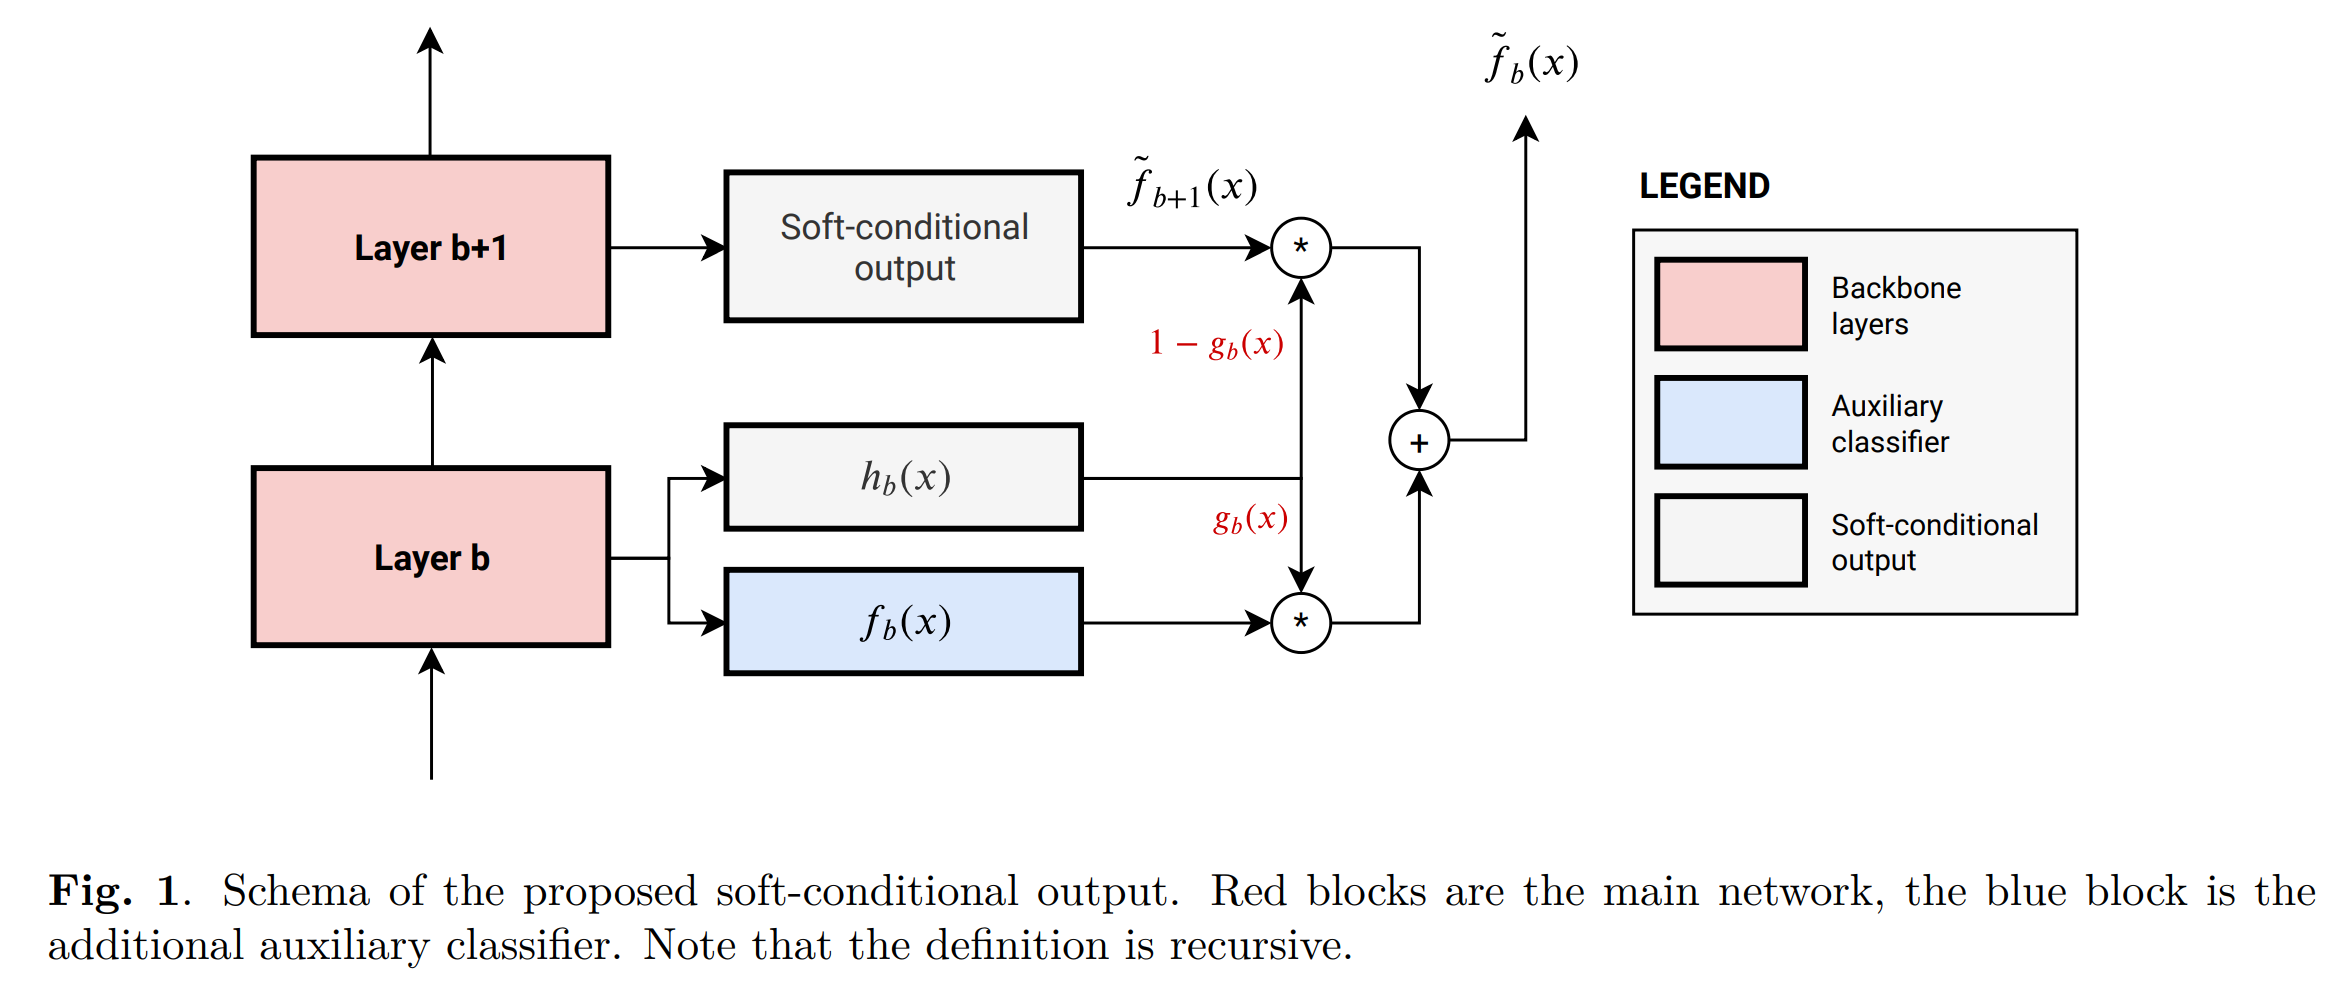 f̃_b(x)
f̃_{b+1}(x)
LEGEND
Layer b+1
Soft-conditional
output
*
Backbone
layers
1 − g_b(x)
Auxiliary
classifier
+
h_b(x)
g_b(x)
Layer b
Soft-conditional
output
f_b(x)
*
Fig. 1. Schema of the proposed soft-conditional output. Red blocks are the main network, the blue block is the
additional auxiliary classifier. Note that the definition is recursive.